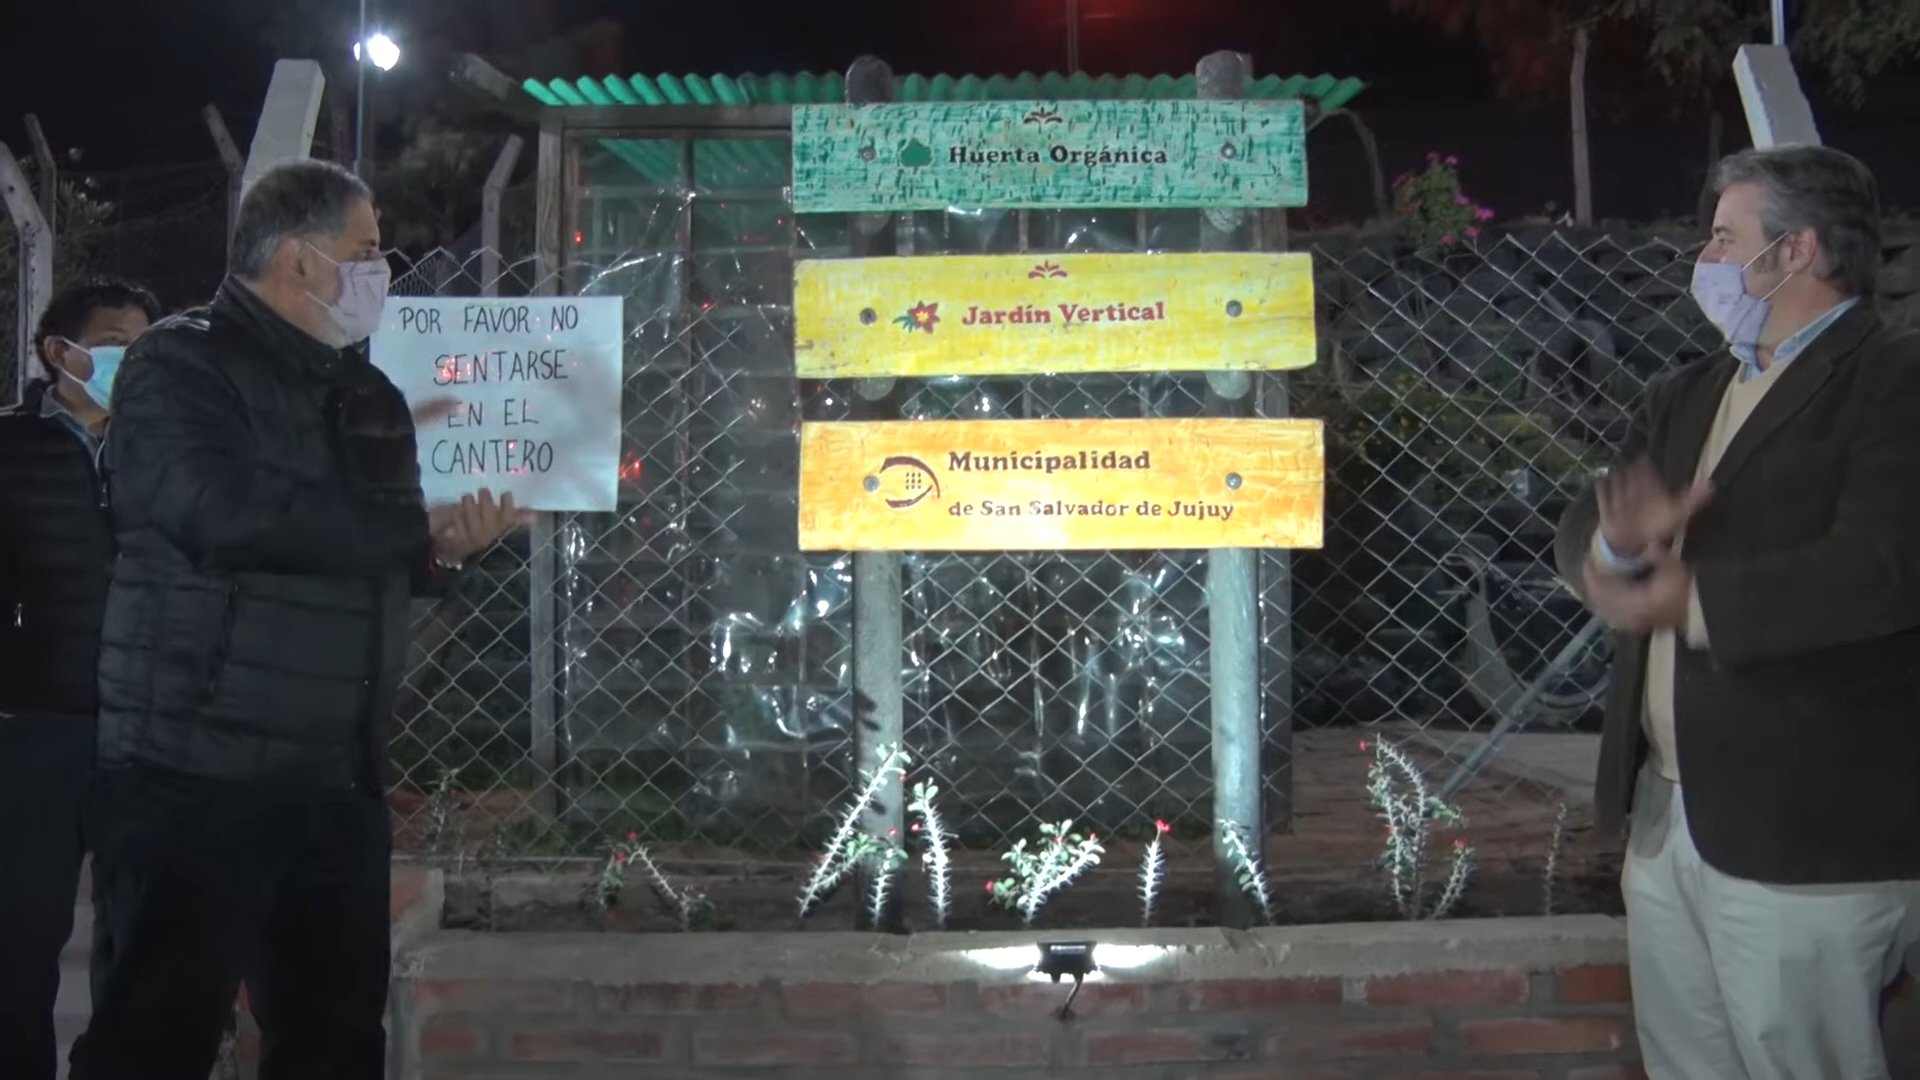 POR FAVOR NO
SENTARSE
EN EL
CANTERO
Huerta Orgánica
Jardín Vertical
Municipalidad
de San Salvador de Jujuy